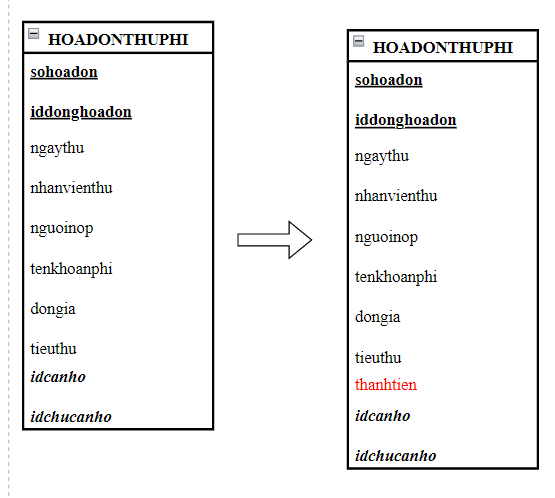 HOADONTHUPHI
sohoadon
iddonghoadon
ngaythu
nhanvienthu
nguoinop
tenkhoanphi
dongia
tieuthu
idcanho
idchucanho
HOADONTHUPHI
sohoadon
iddonghoadon
ngaythu
nhanvienthu
nguoinop
tenkhoanphi
dongia
tieuthu
thanhtien
idcanho
idchucanho